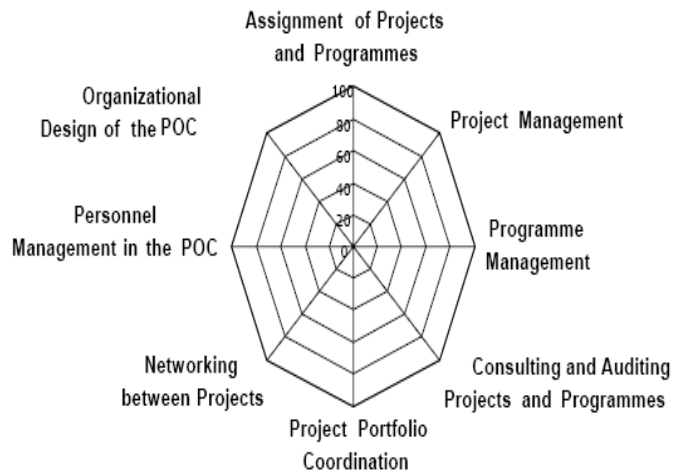 Assignment of Projects
and Programmes
Organizational
Design of the POC
Project Management
100
80
60
40
20
0
Personnel
Management in the POC
Programme
Management
Networking
between Projects
Consulting and Auditing
Projects and Programmes
Project Portfolio
Coordination